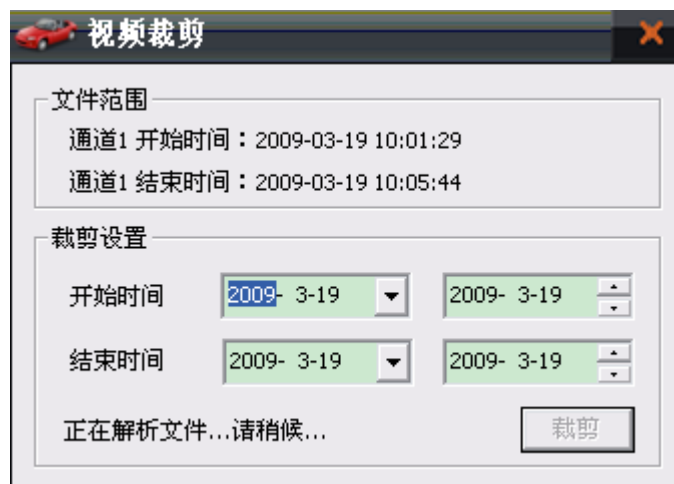 视频裁剪
文件范围
通道1 开始时间：2009-03-19 10:01:29
通道1 结束时间：2009-03-19 10:05:44
裁剪设置
开始时间 2009- 3-19 2009- 3-19
结束时间 2009- 3-19 2009- 3-19
正在解析文件...请稍候... 裁剪